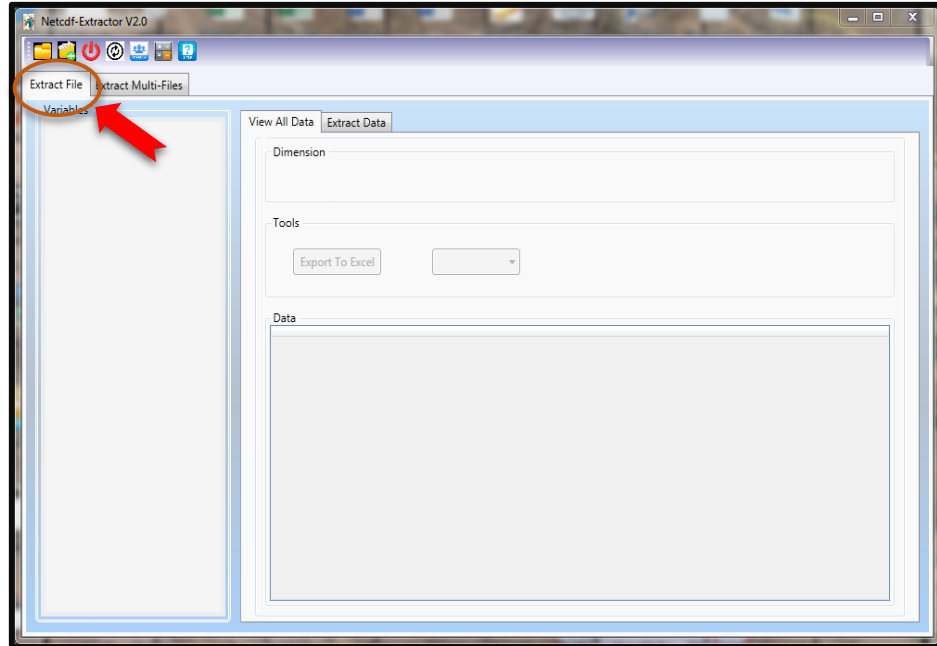 Netcdf-Extractor V2.0
Extract File
Extract Multi-Files
Variables
View All Data
Extract Data
Dimension
Tools
Export To Excel
Data